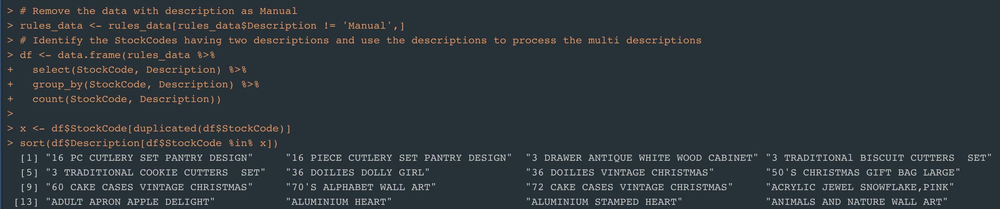 > # Remove the data with description as Manual
> rules_data <- rules_data[rules_data$Description != 'Manual',]
> # Identify the StockCodes having two descriptions and use the descriptions to process the multi descriptions
> df <- data.frame(rules_data %>%
+   select(StockCode, Description) %>%
+   group_by(StockCode, Description) %>%
+   count(StockCode, Description))
>
> x <- df$StockCode[duplicated(df$StockCode)]
> sort(df$Description[df$StockCode %in% x])
  [1] "16 PC CUTLERY SET PANTRY DESIGN"     "16 PIECE CUTLERY SET PANTRY DESIGN"  "3 DRAWER ANTIQUE WHITE WOOD CABINET" "3 TRADITIONAl BISCUIT CUTTERS  SET"
  [5] "3 TRADITIONAL COOKIE CUTTERS  SET"   "36 DOILIES DOLLY GIRL"               "36 DOILIES VINTAGE CHRISTMAS"        "50'S CHRISTMAS GIFT BAG LARGE"
  [9] "60 CAKE CASES VINTAGE CHRISTMAS"     "70'S ALPHABET WALL ART"              "72 CAKE CASES VINTAGE CHRISTMAS"     "ACRYLIC JEWEL SNOWFLAKE,PINK"
 [13] "ADULT APRON APPLE DELIGHT"           "ALUMINIUM HEART"                     "ALUMINIUM STAMPED HEART"             "ANIMALS AND NATURE WALL ART"